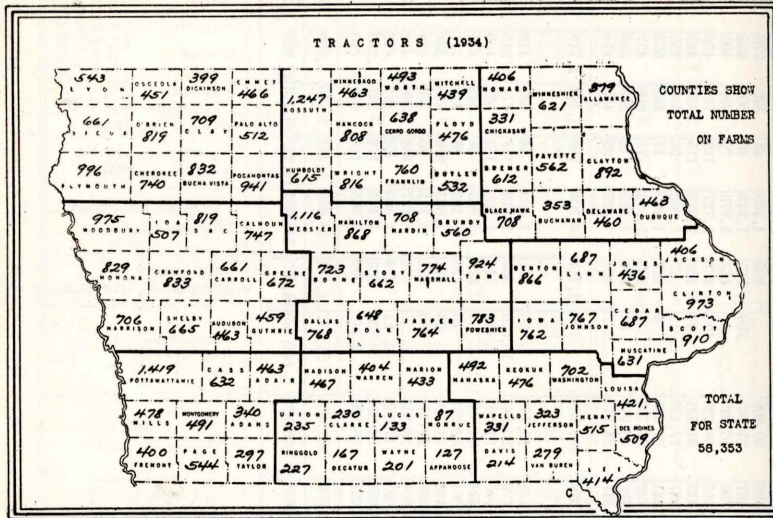 TRACTORS (1934)
COUNTIES SHOW
TOTAL NUMBER
ON FARMS
543 LYON
OSCEOLA 451
399 DICKINSON
EMMET 466
1,247 KOSSUTH
WINNEBAGO 463
493 WORTH
MITCHELL 439
406 HOWARD
WINNESHIEK 621
879 ALLAMAKEE
661 SIOUX
O'BRIEN 819
709 CLAY
PALO ALTO 512
HANCOCK 808
638 CERRO GORDO
FLOYD 476
331 CHICKASAW
996 PLYMOUTH
CHEROKEE 740
832 BUENA VISTA
POCAHONTAS 941
HUMBOLDT 615
WRIGHT 816
760 FRANKLIN
BUTLER 532
BREMER 612
FAYETTE 562
CLAYTON 892
975 WOODBURY
IDA 507
819 SAC
CALHOUN 747
1,116 WEBSTER
HAMILTON 868
708 HARDIN
GRUNDY 560
BLACK HAWK 708
353 BUCHANAN
DELAWARE 460
463 DUBUQUE
829 MONONA
CRAWFORD 833
661 CARROLL
GREENE 672
723 BOONE
STORY 662
774 MARSHALL
924 TAMA
BENTON 866
687 LINN
JONES 436
406 JACKSON
CLINTON 973
706 HARRISON
SHELBY 665
AUDUBON 463
459 GUTHRIE
DALLAS 768
648 POLK
JASPER 764
783 POWESHIEK
IOWA 762
767 JOHNSON
CEDAR 687
SCOTT 910
MUSCATINE 631
1,419 POTTAWATTAMIE
CASS 632
463 ADAIR
MADISON 467
404 WARREN
MARION 433
492 MAHASKA
KEOKUK 476
702 WASHINGTON
LOUISA 421
478 MILLS
MONTGOMERY 491
340 ADAMS
UNION 235
230 CLARKE
LUCAS 133
87 MONROE
WAPELLO 331
323 JEFFERSON
HENRY 515
DES MOINES 509
400 FREMONT
PAGE 544
297 TAYLOR
RINGGOLD 227
167 DECATUR
WAYNE 201
127 APPANOOSE
DAVIS 214
279 VAN BUREN
LEE 414
C
TOTAL
FOR STATE
58,353